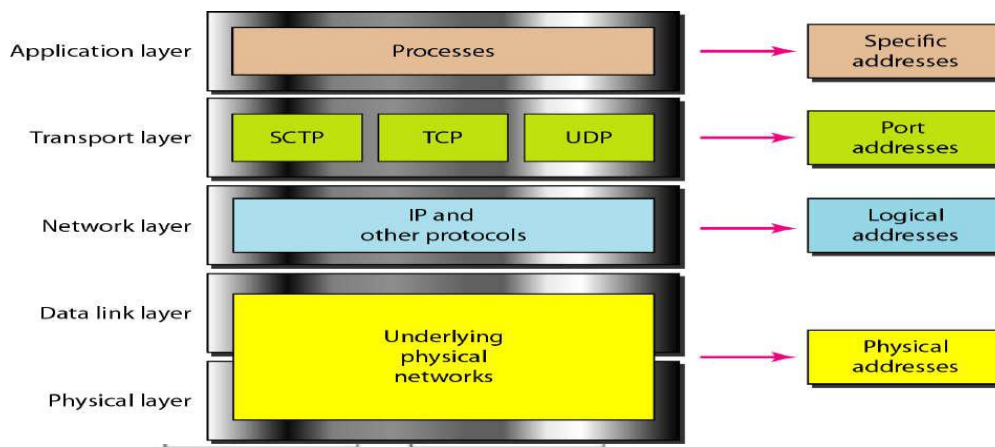 Application layer
Processes
Specific
addresses
Transport layer
SCTP
TCP
UDP
Port
addresses
Network layer
IP and
other protocols
Logical
addresses
Data link layer
Underlying
physical
networks
Physical
addresses
Physical layer